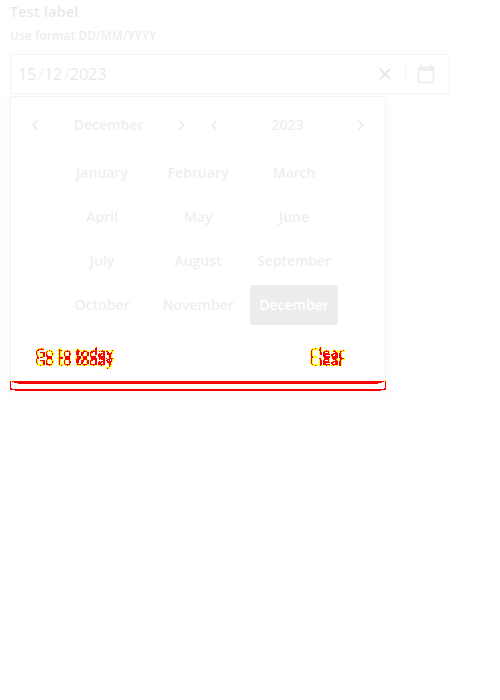 Test label
Use format DD/MM/YYYY
15/12/2023
December 2023
January February March
April May June
July August September
October November December
Go to today Clear